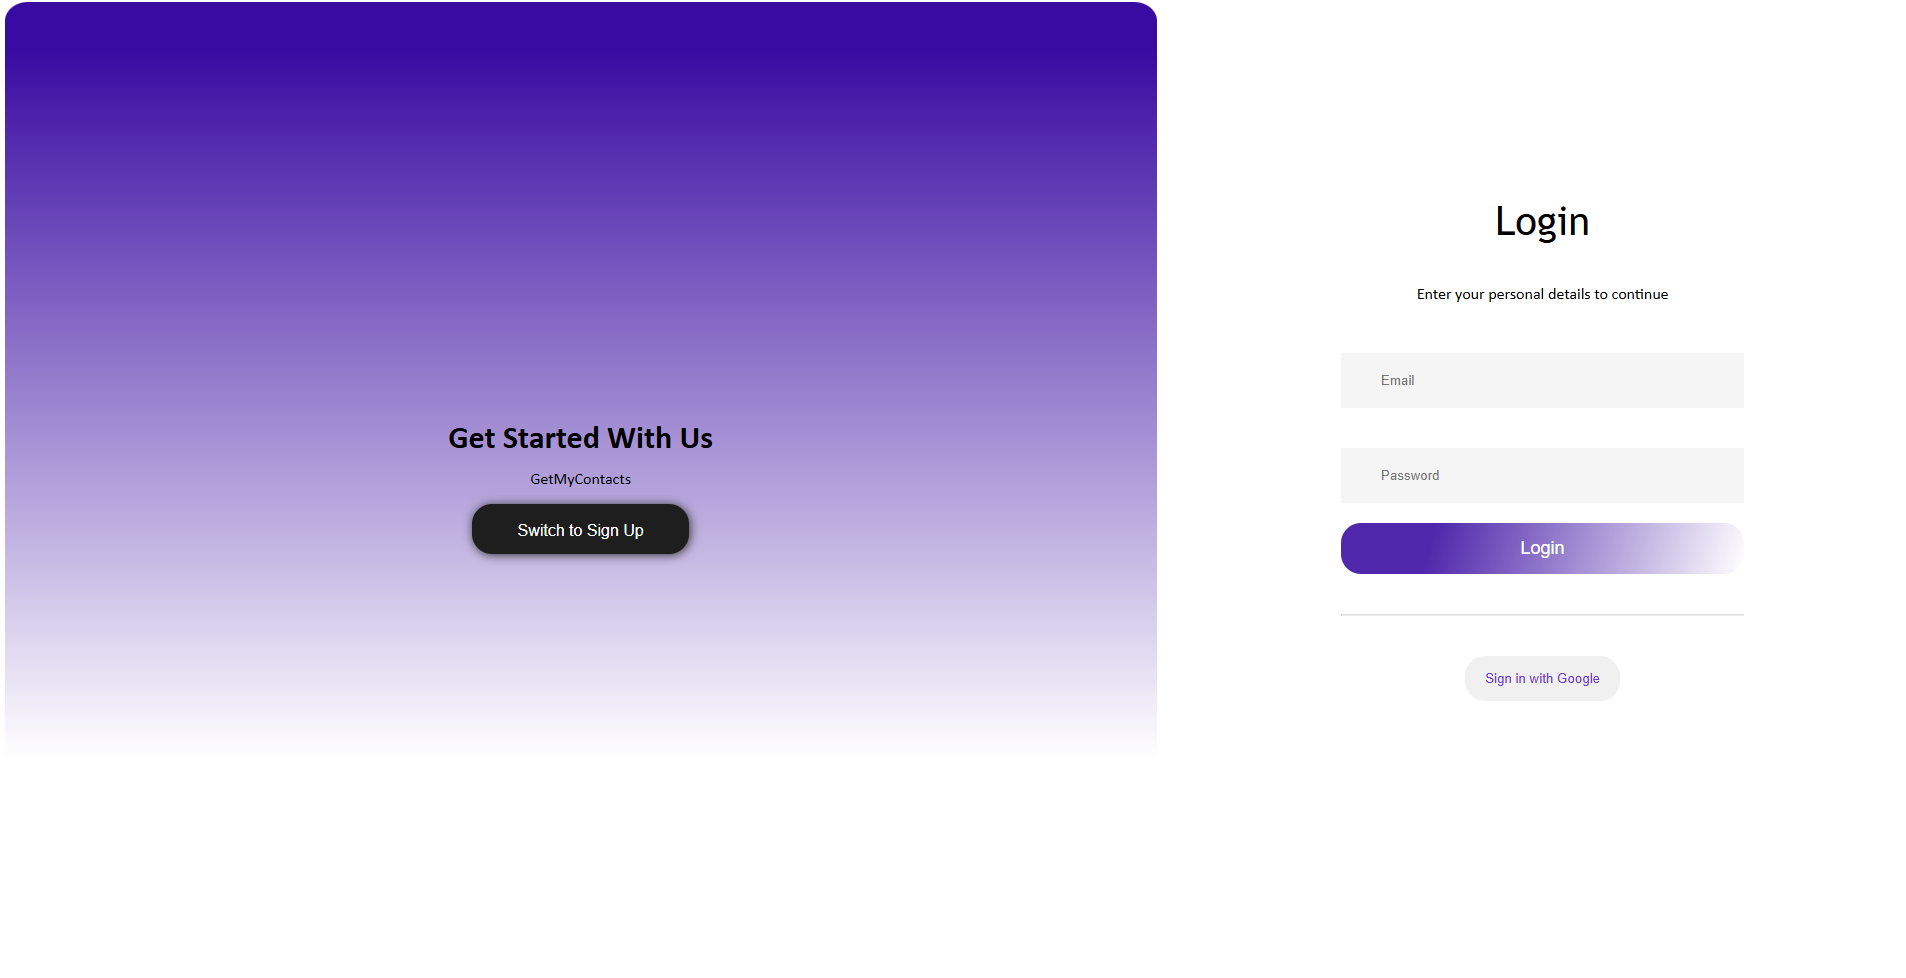 Get Started With Us
GetMyContacts
Switch to Sign Up
Login
Enter your personal details to continue
Email
Password
Login
Sign in with Google